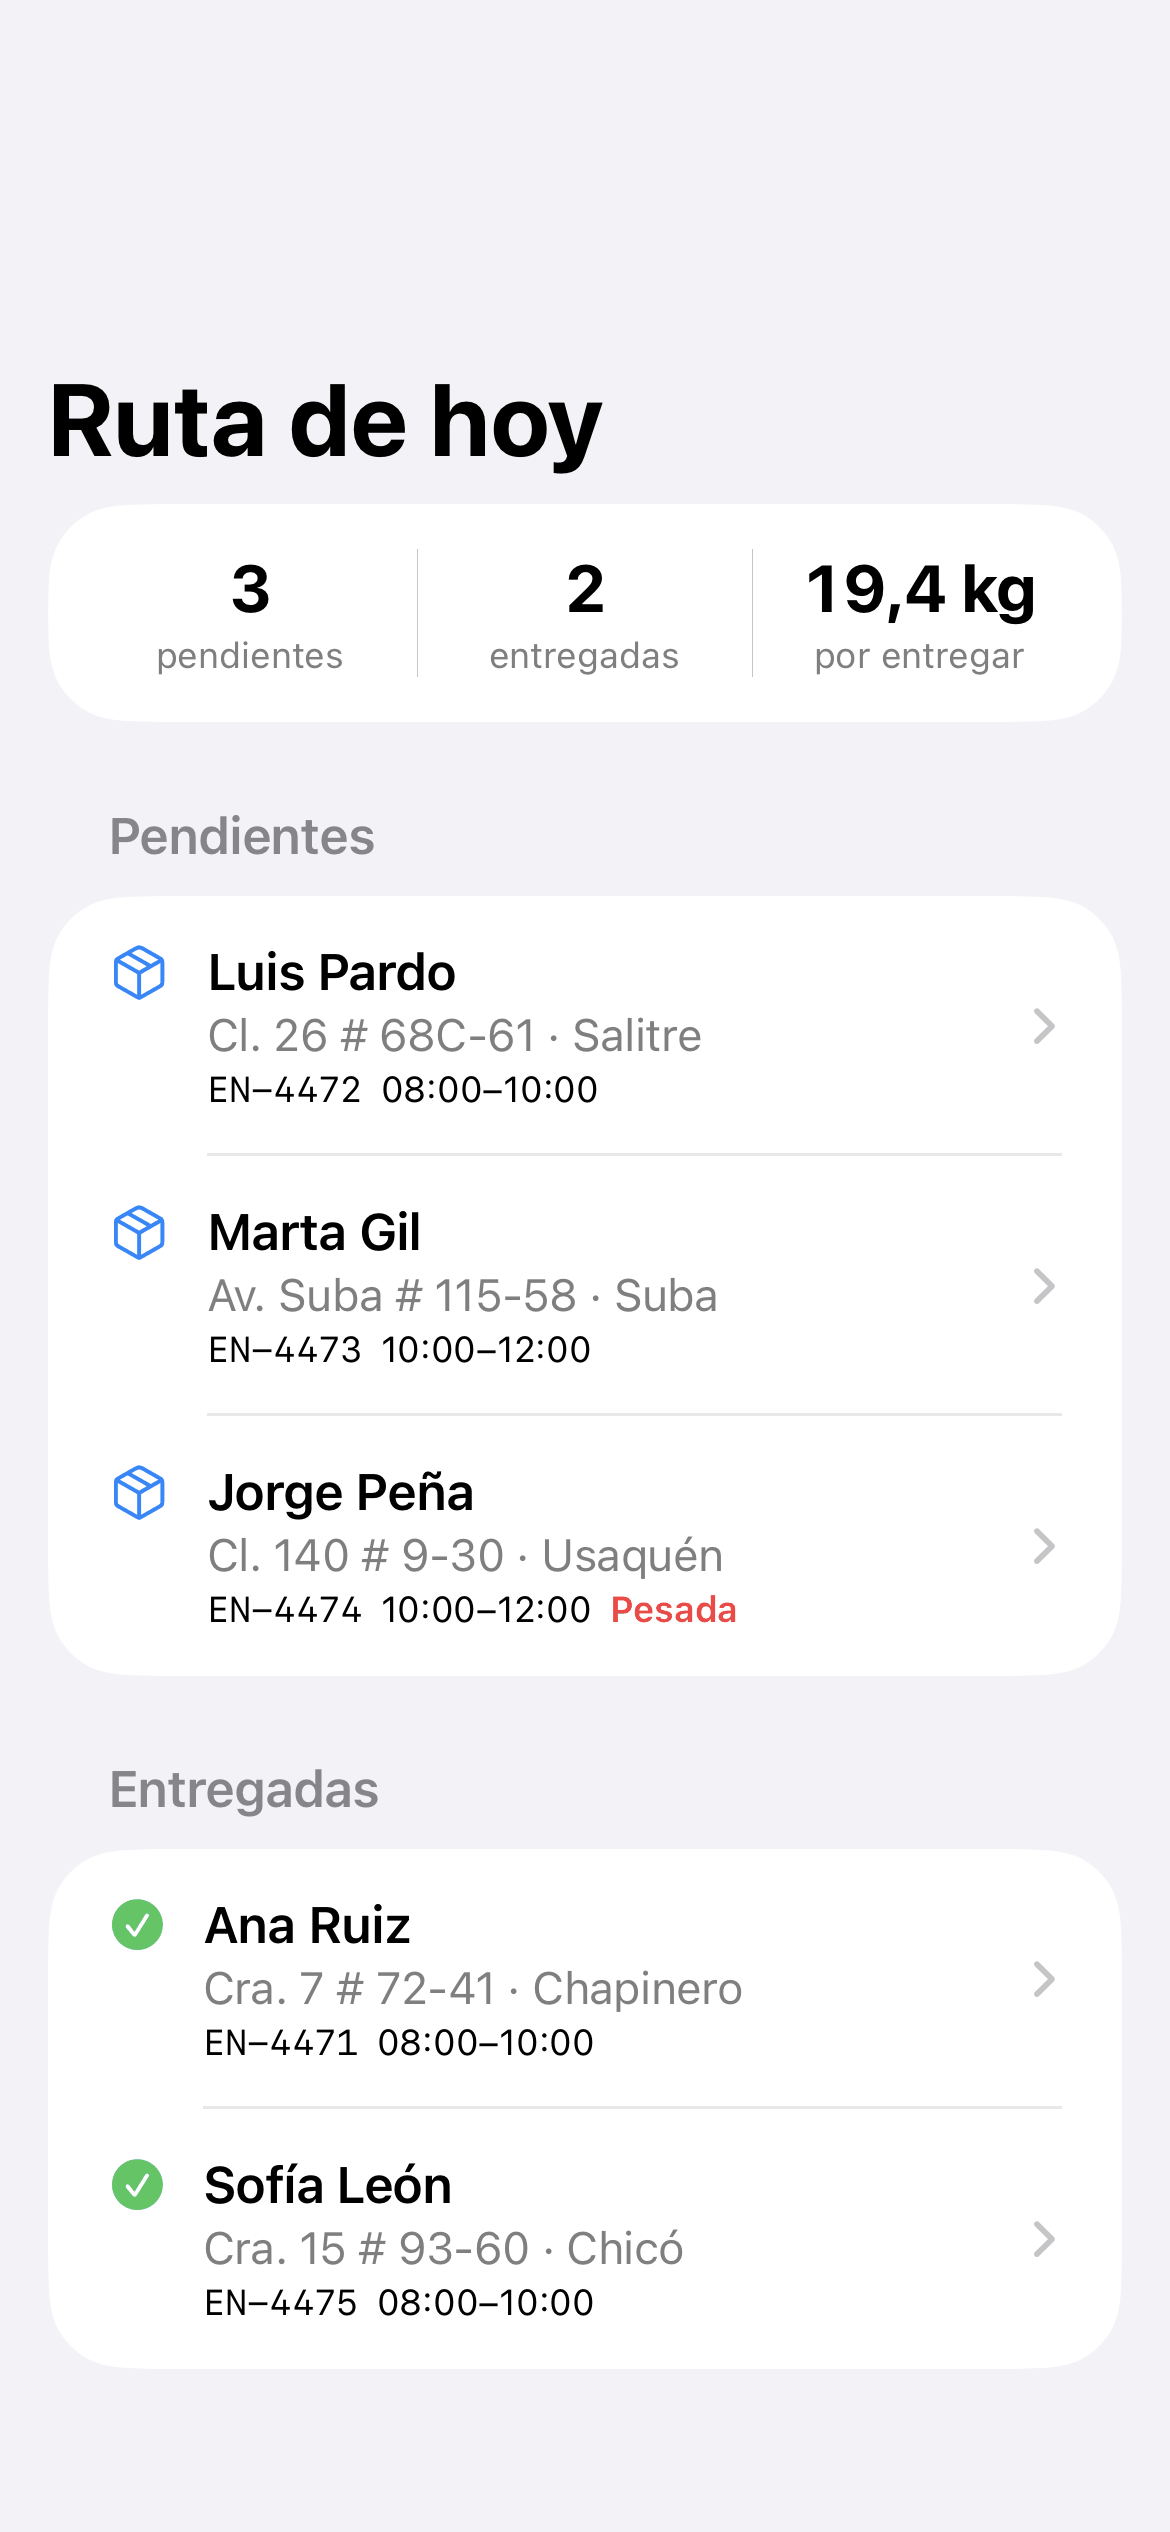 Ruta de hoy
3
pendientes
2
entregadas
19,4 kg
por entregar
Pendientes
Luis Pardo
Cl. 26 # 68C-61 · Salitre
EN-4472 08:00–10:00
Marta Gil
Av. Suba # 115-58 · Suba
EN-4473 10:00–12:00
Jorge Peña
Cl. 140 # 9-30 · Usaquén
EN-4474 10:00–12:00 Pesada
Entregadas
Ana Ruiz
Cra. 7 # 72-41 · Chapinero
EN-4471 08:00–10:00
Sofía León
Cra. 15 # 93-60 · Chicó
EN-4475 08:00–10:00